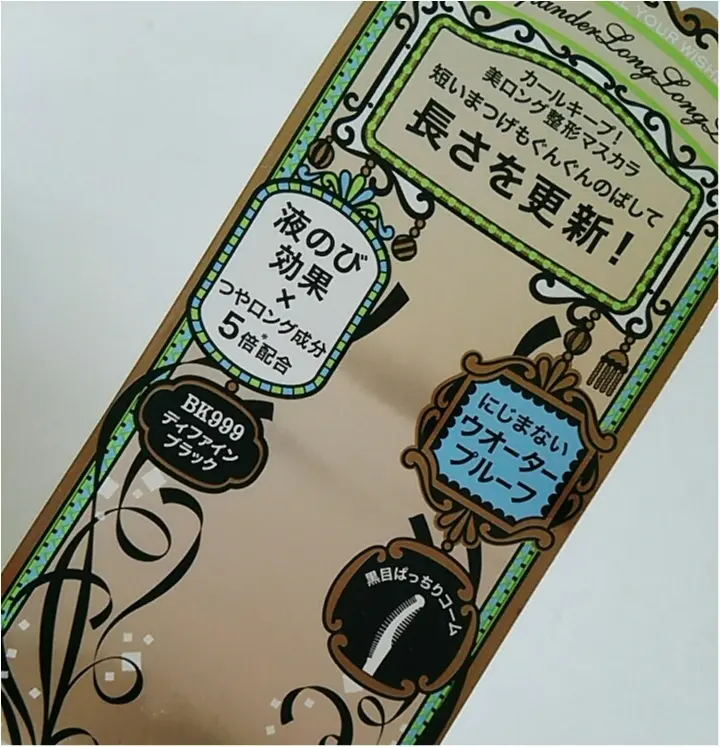 LL YOUR WISH
panderLongLongL
カールキープ!
美ロング整形マスカラ
短いまつげもぐんぐんのばして
長さを更新!
液のび
効果
×
つやロング成分
5倍*配合
BK999
ディファイン
ブラック
にじまない
ウオーター
プルーフ
黒目ぱっちりコーム